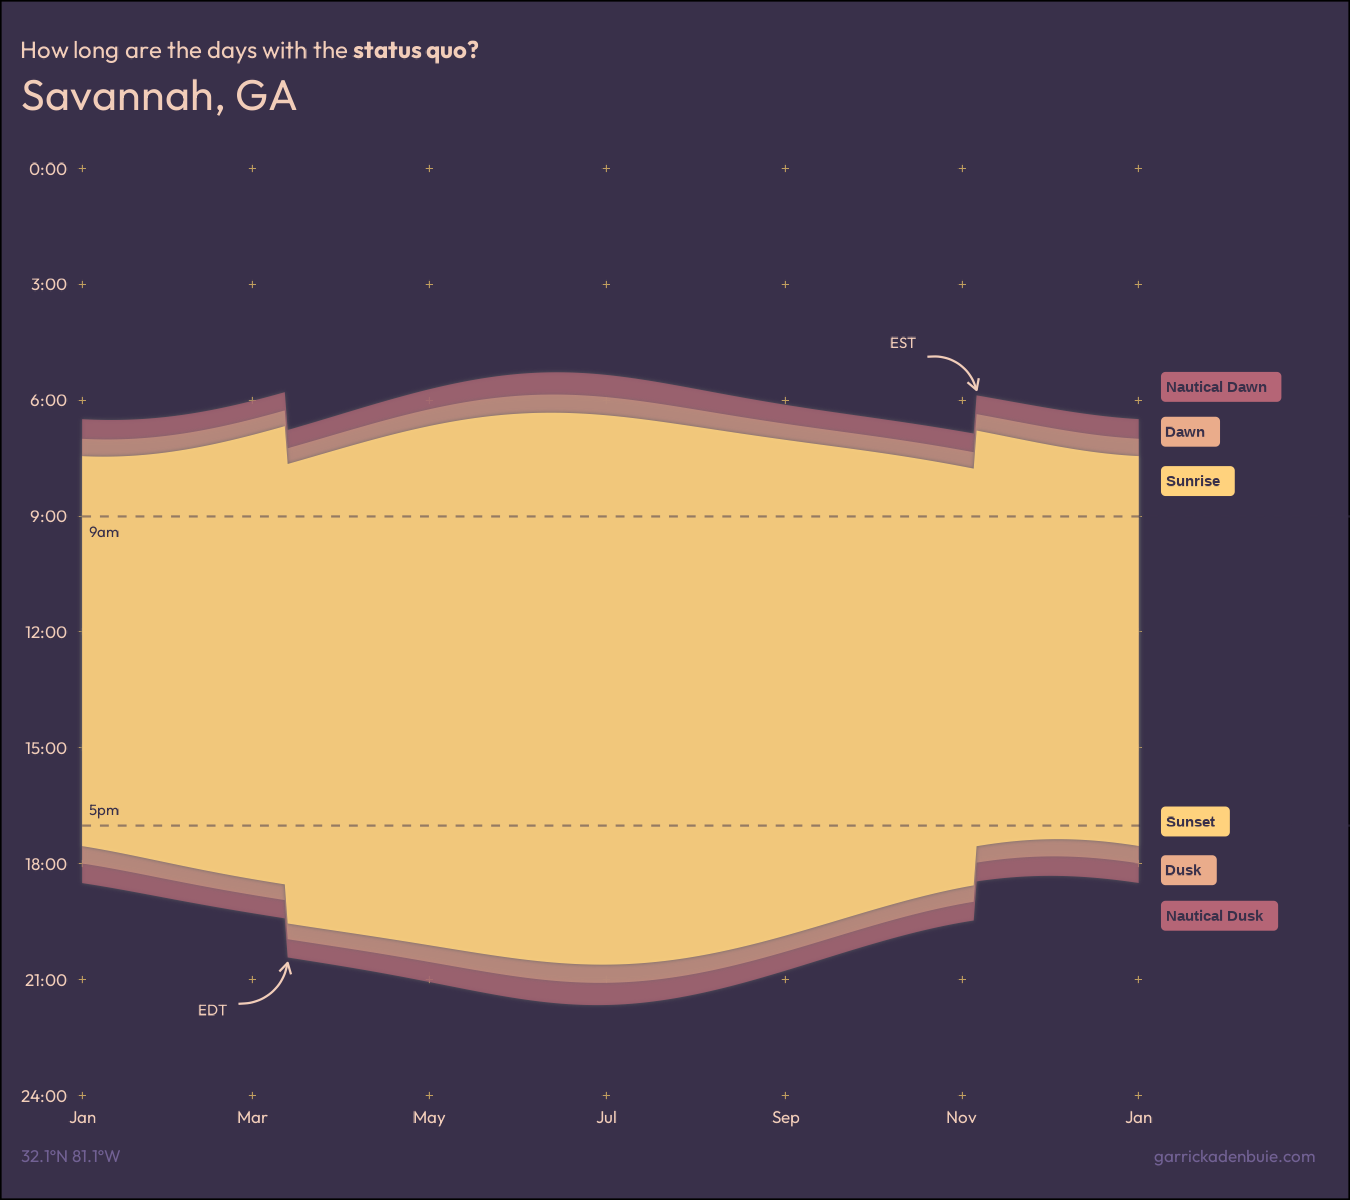 How long are the days with the status quo?
Savannah, GA
0:00
3:00
EST
Nautical Dawn
6:00
Dawn
Sunrise
9:00
9am
12:00
15:00
5pm
Sunset
18:00
Dusk
Nautical Dusk
21:00
EDT
24:00
Jan Mar May Jul Sep Nov Jan
32.1°N 81.1°W
garrickadenbuie.com